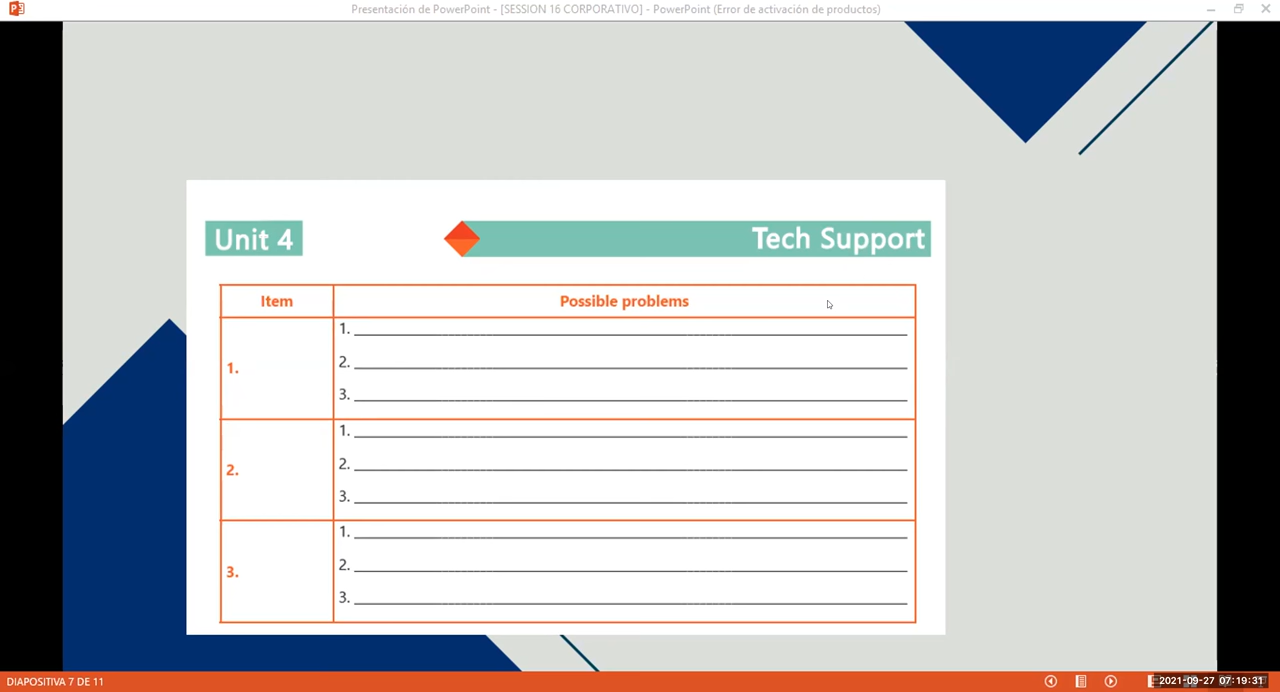 Presentación de PowerPoint - [SESSION 16 CORPORATIVO] - PowerPoint (Error de activación de productos)
Unit 4
Tech Support
Item
Possible problems
1.
1.
2.
3.
2.
1.
2.
3.
3.
1.
2.
3.
DIAPOSITIVA 7 DE 11
2021-09-27 07:19:31